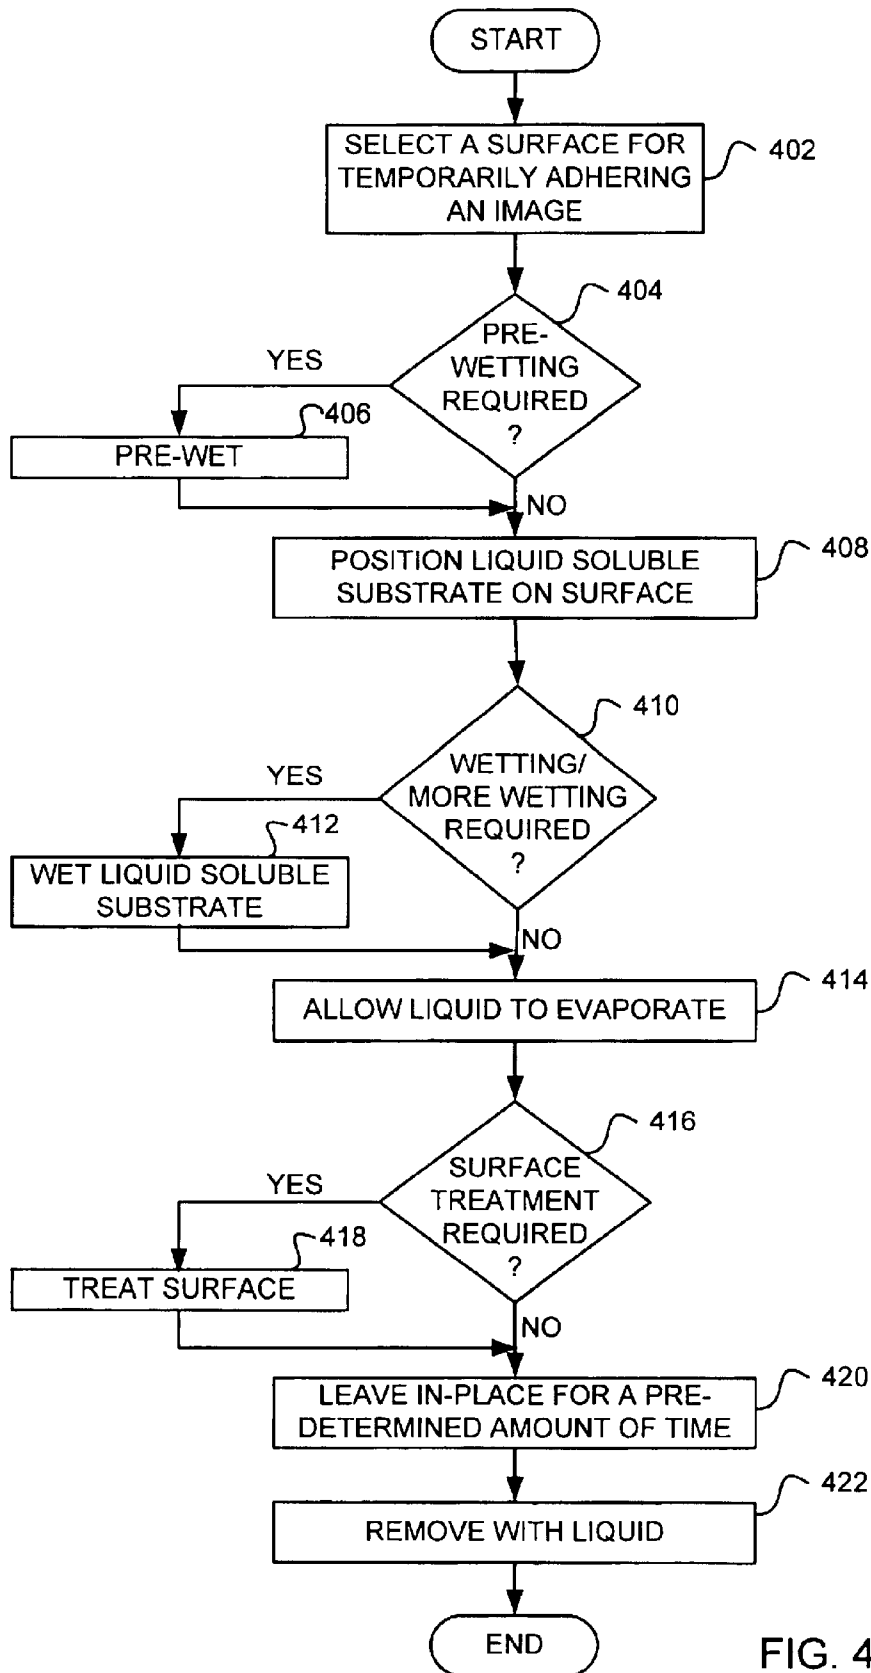 START
SELECT A SURFACE FOR
TEMPORARILY ADHERING
AN IMAGE
402
404
PRE-
WETTING
REQUIRED
?
YES
406
PRE-WET
NO
POSITION LIQUID SOLUBLE
SUBSTRATE ON SURFACE
408
410
WETTING/
MORE WETTING
REQUIRED
?
YES
412
WET LIQUID SOLUBLE
SUBSTRATE
NO
ALLOW LIQUID TO EVAPORATE
414
416
SURFACE
TREATMENT
REQUIRED
?
YES
418
TREAT SURFACE
NO
LEAVE IN-PLACE FOR A PRE-
DETERMINED AMOUNT OF TIME
420
422
REMOVE WITH LIQUID
END
FIG. 4